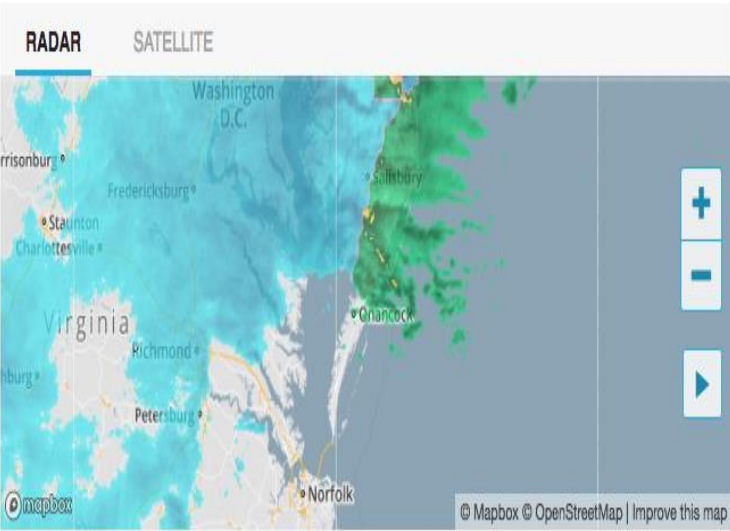 RADAR SATELLITE
Washington
D.C.
rrisonburg
Salisbury
Fredericksburg
Staunton
Charlottesville
Onancock
Virginia
Richmond
hburg
Petersburg
Norfolk
mapbox
© Mapbox © OpenStreetMap | Improve this map